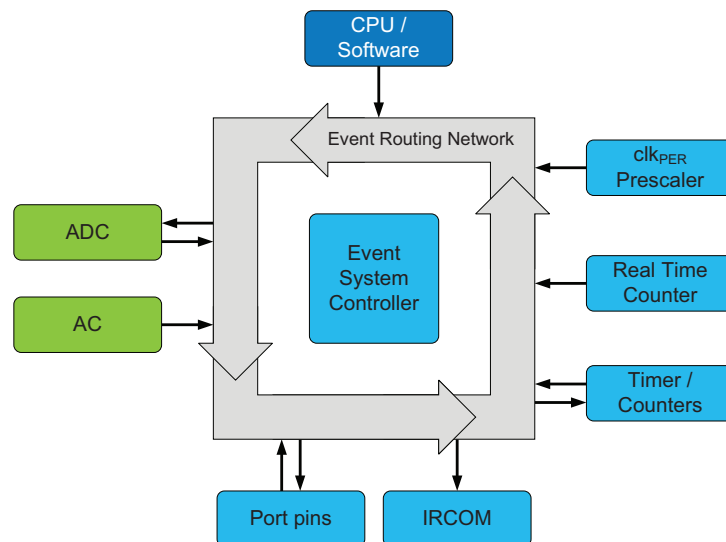 CPU /
Software
Event Routing Network
clkPER
Prescaler
ADC
Event
System
Controller
Real Time
Counter
AC
Timer /
Counters
Port pins
IRCOM